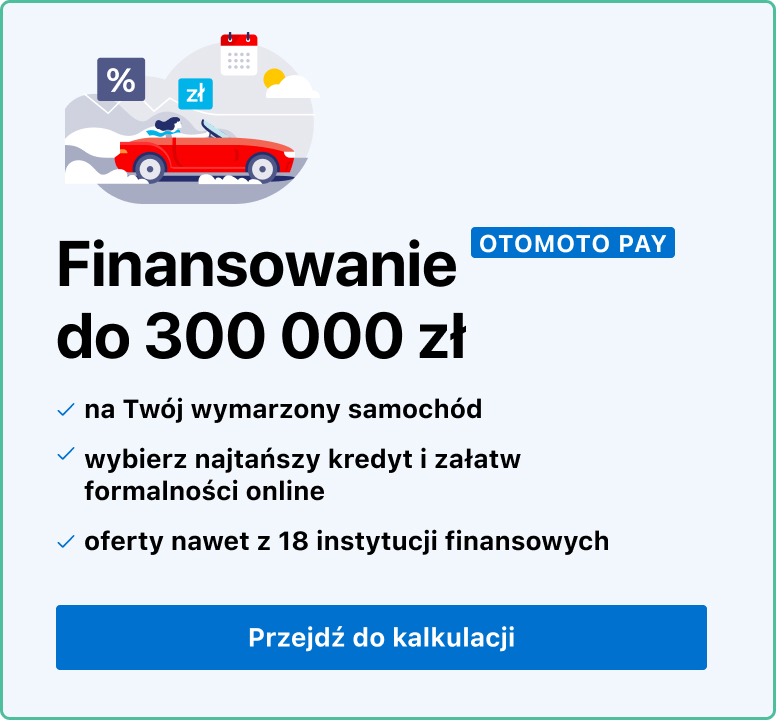 %
zł
OTOMOTO PAY
Finansowanie
do 300 000 zł
na Twój wymarzony samochód
wybierz najtańszy kredyt i załatw
formalności online
oferty nawet z 18 instytucji finansowych
Przejdź do kalkulacji